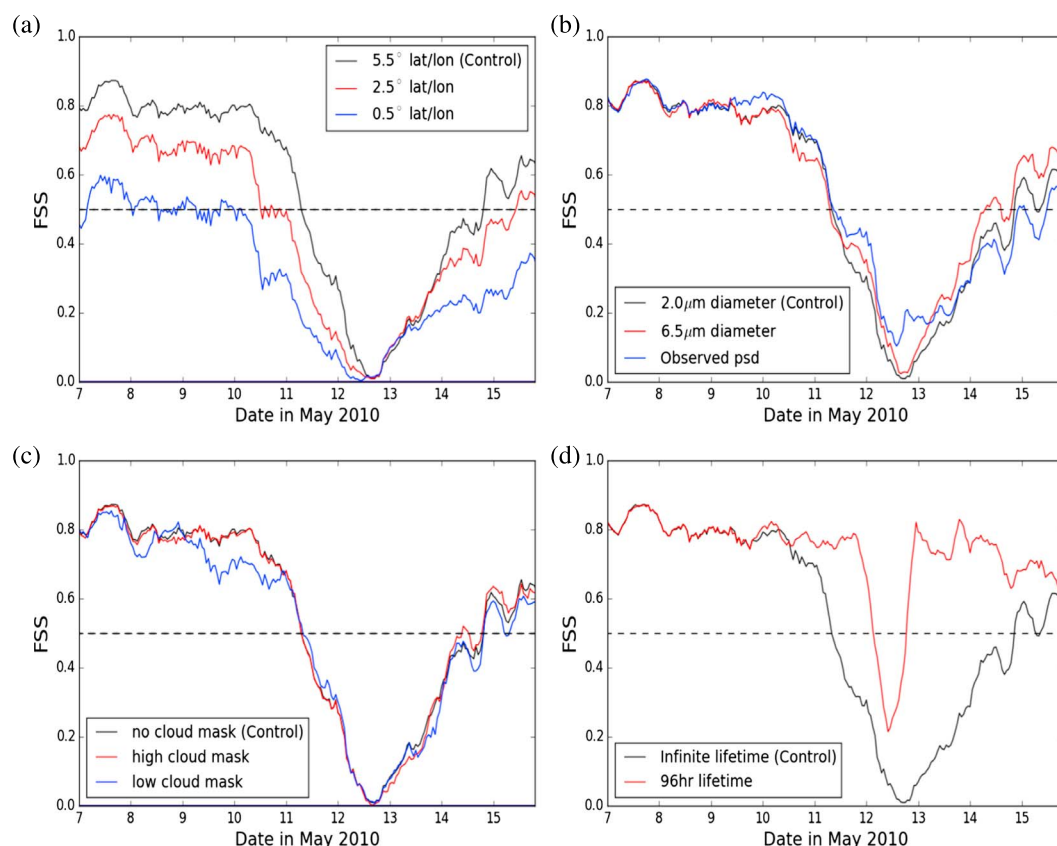 (a)
1.0
0.8
0.6
0.4
0.2
0.0
FSS
5.5° lat/lon (Control)
2.5° lat/lon
0.5° lat/lon
7 8 9 10 11 12 13 14 15
Date in May 2010
(b)
1.0
0.8
0.6
0.4
0.2
0.0
FSS
2.0μm diameter (Control)
6.5μm diameter
Observed psd
7 8 9 10 11 12 13 14 15
Date in May 2010
(c)
1.0
0.8
0.6
0.4
0.2
0.0
FSS
no cloud mask (Control)
high cloud mask
low cloud mask
7 8 9 10 11 12 13 14 15
Date in May 2010
(d)
1.0
0.8
0.6
0.4
0.2
0.0
FSS
Infinite lifetime (Control)
96hr lifetime
7 8 9 10 11 12 13 14 15
Date in May 2010